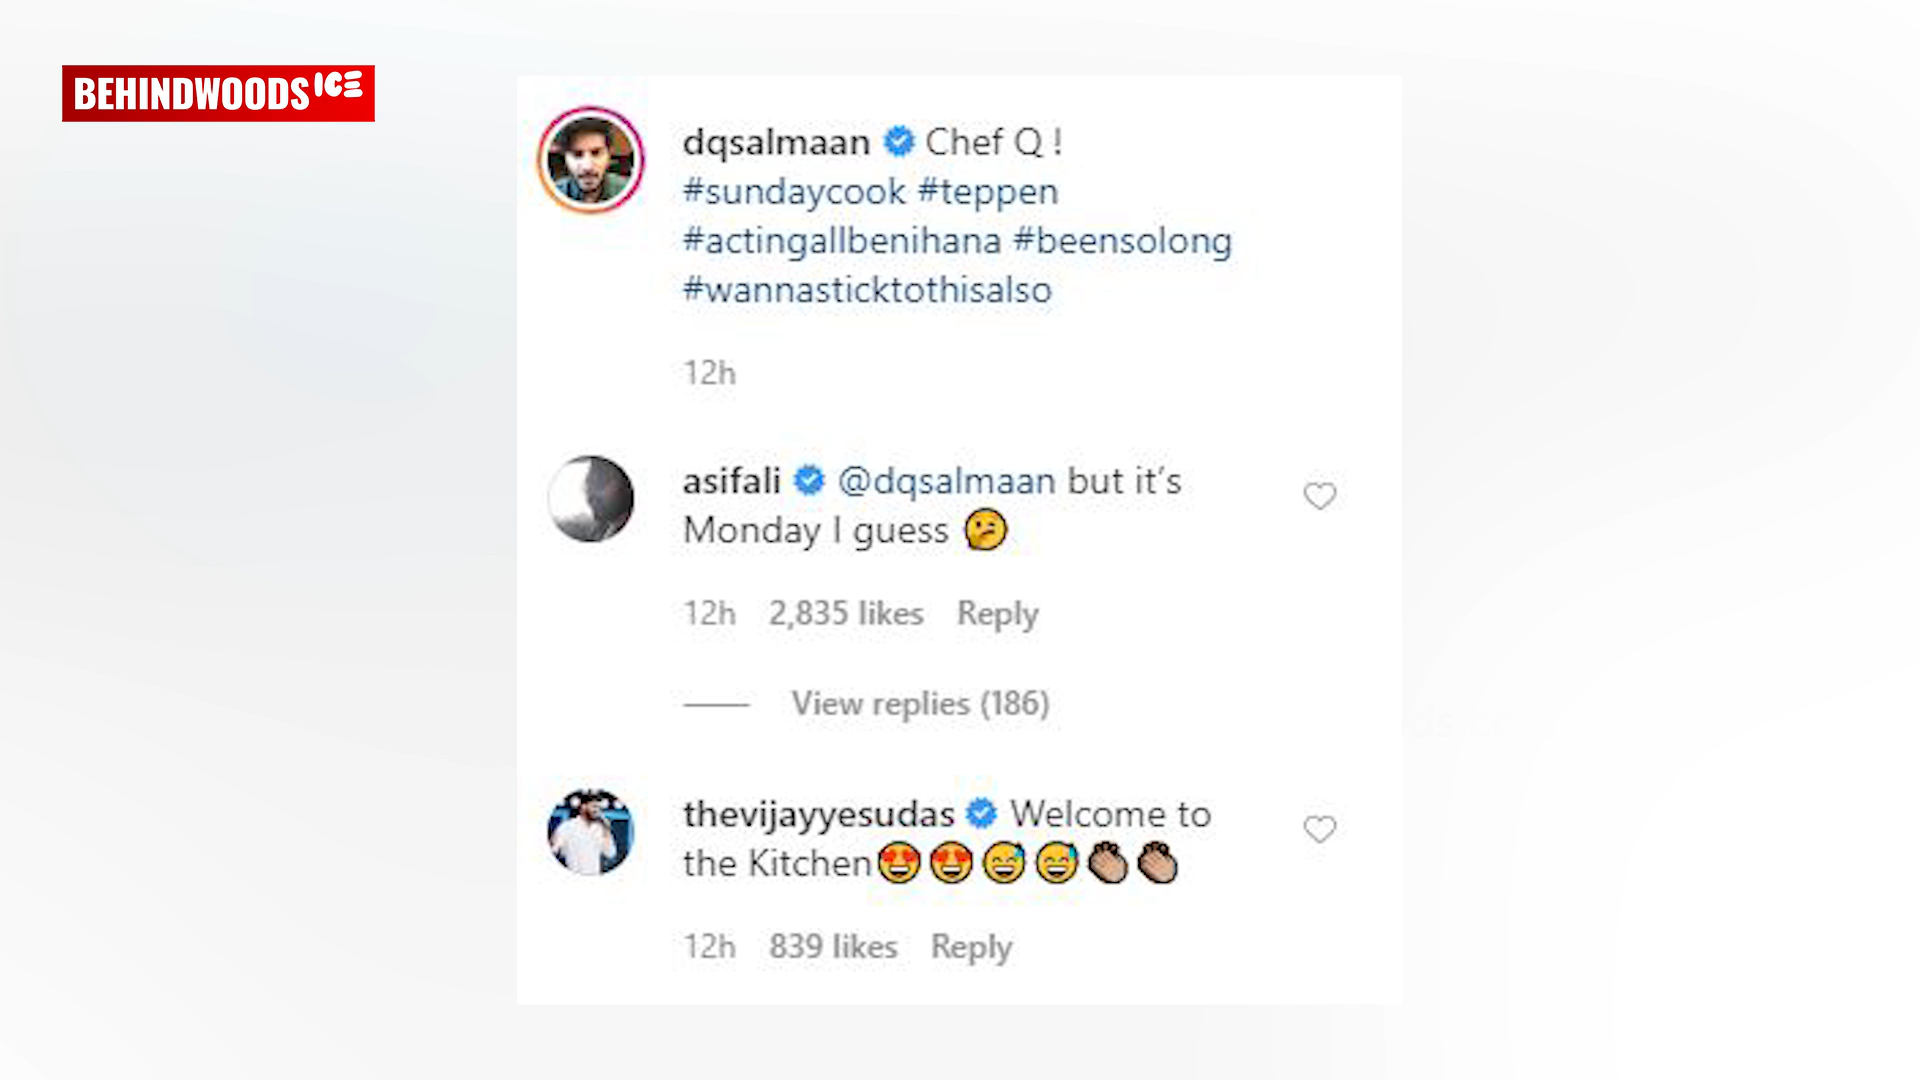 BEHINDWOODS ICE
dqsalmaan Chef Q !
#sundaycook #teppen
#actingallbenihana #beensolong
#wannasticktothisalso
12h
asifali @dqsalmaan but it’s
Monday I guess 🤔
12h 2,835 likes Reply
View replies (186)
thevijayyesudas Welcome to
the Kitchen😍😍😅😅👏🏽👏🏽
12h 839 likes Reply